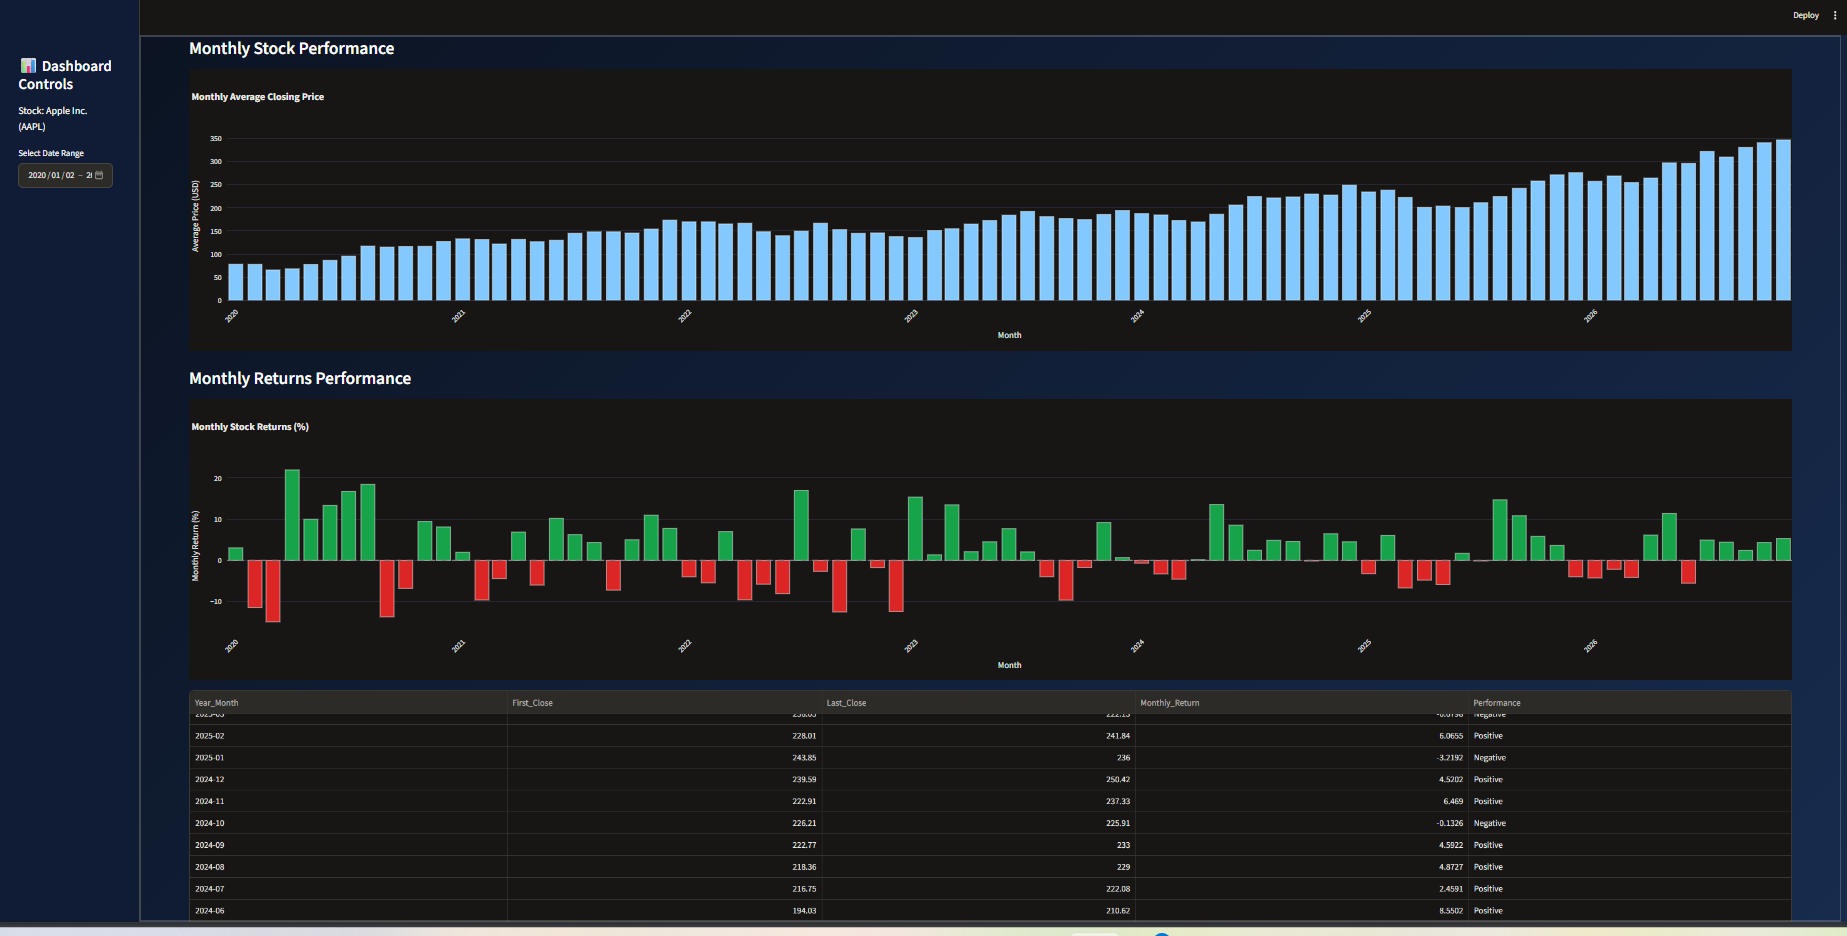 Deploy
📊 Dashboard
Controls
Stock: Apple Inc.
(AAPL)
Select Date Range
2020/01/02 – 2
Monthly Stock Performance
Monthly Average Closing Price
Average Price (USD)
350
300
250
200
150
100
50
0
2020
2021
2022
2023
2024
2025
2026
Month
Monthly Returns Performance
Monthly Stock Returns (%)
Monthly Return (%)
20
10
0
−10
2020
2021
2022
2023
2024
2025
2026
Month
Year_Month First_Close Last_Close Monthly_Return Performance
2025-03 Negative
2025-02 228.01 241.84 6.0655 Positive
2025-01 243.85 236 -3.2192 Negative
2024-12 239.59 250.42 4.5202 Positive
2024-11 222.91 237.33 6.469 Positive
2024-10 226.21 225.91 -0.1326 Negative
2024-09 222.77 233 4.5922 Positive
2024-08 218.36 229 4.8727 Positive
2024-07 216.75 222.08 2.4591 Positive
2024-06 194.03 210.62 8.5502 Positive